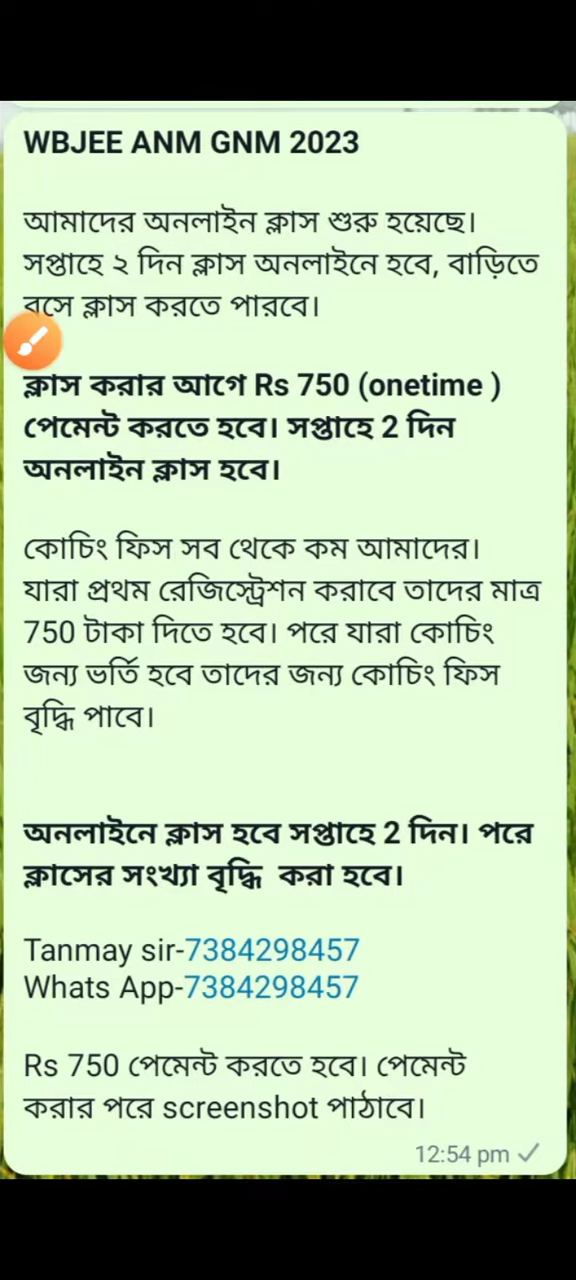 WBJEE ANM GNM 2023
আমাদের অনলাইন ক্লাস শুরু হয়েছে।
সপ্তাহে ২ দিন ক্লাস অনলাইনে হবে, বাড়িতে
বসে ক্লাস করতে পারবে।
ক্লাস করার আগে Rs 750 (onetime )
পেমেন্ট করতে হবে। সপ্তাহে 2 দিন
অনলাইন ক্লাস হবে।
কোচিং ফিস সব থেকে কম আমাদের।
যারা প্রথম রেজিস্ট্রেশন করাবে তাদের মাত্র
750 টাকা দিতে হবে। পরে যারা কোচিং
জন্য ভর্তি হবে তাদের জন্য কোচিং ফিস
বৃদ্ধি পাবে।
অনলাইনে ক্লাস হবে সপ্তাহে 2 দিন। পরে
ক্লাসের সংখ্যা বৃদ্ধি  করা হবে।
Tanmay sir-7384298457
Whats App-7384298457
Rs 750 পেমেন্ট করতে হবে। পেমেন্ট
করার পরে screenshot পাঠাবে।
12:54 pm